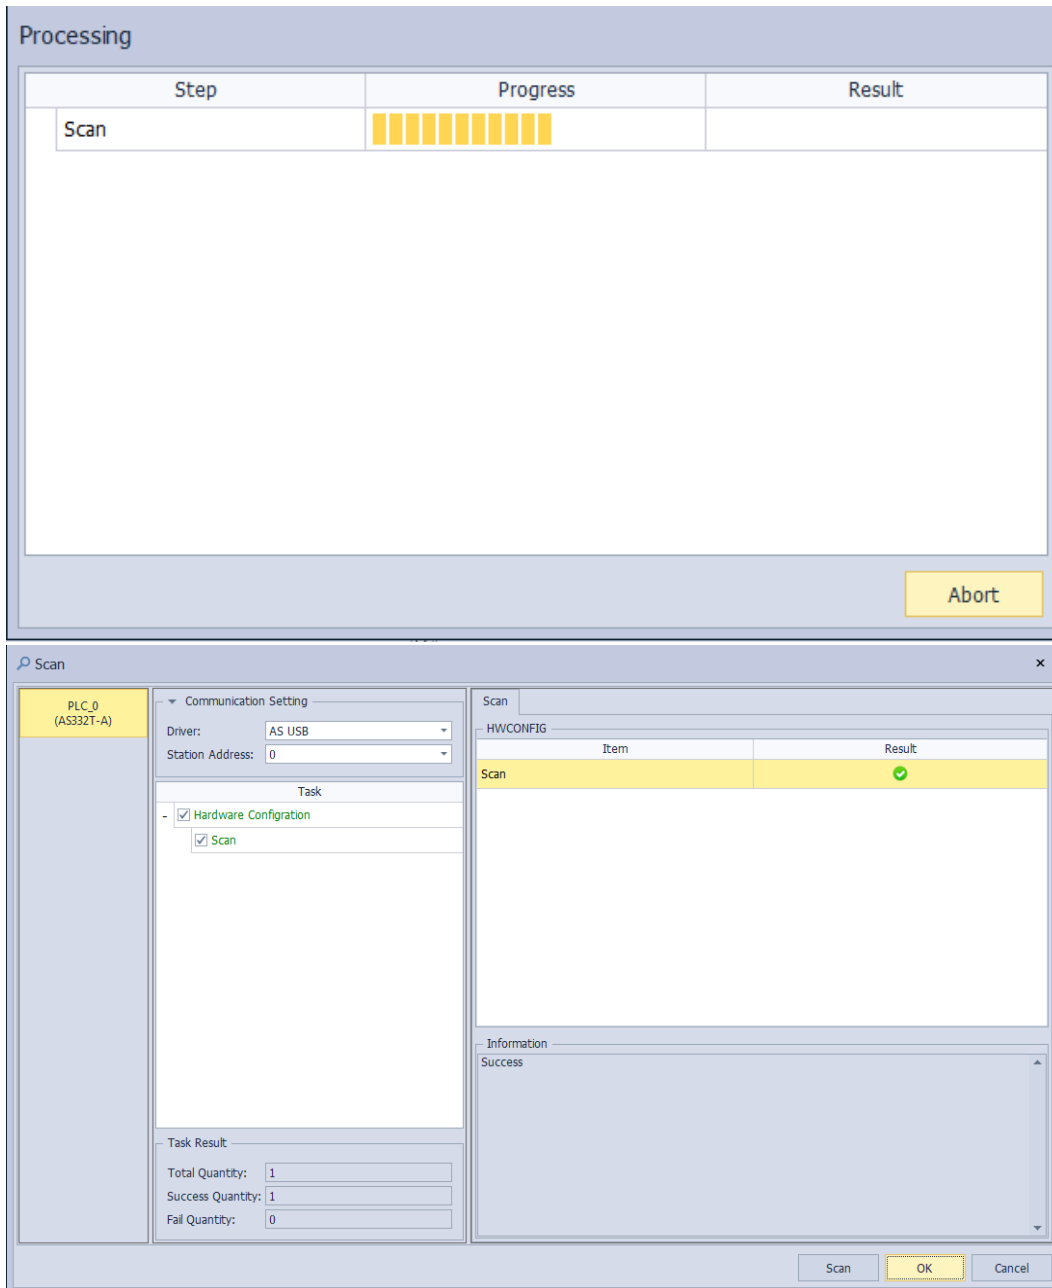 Processing
Step Progress Result
Scan
Abort
Scan ×
PLC_0
(AS332T-A)
Communication Setting
Driver: AS USB
Station Address: 0
Task
- Hardware Configration
Scan
Task Result
Total Quantity: 1
Success Quantity: 1
Fail Quantity: 0
Scan
HWCONFIG
Item Result
Scan
Information
Success
Scan OK Cancel